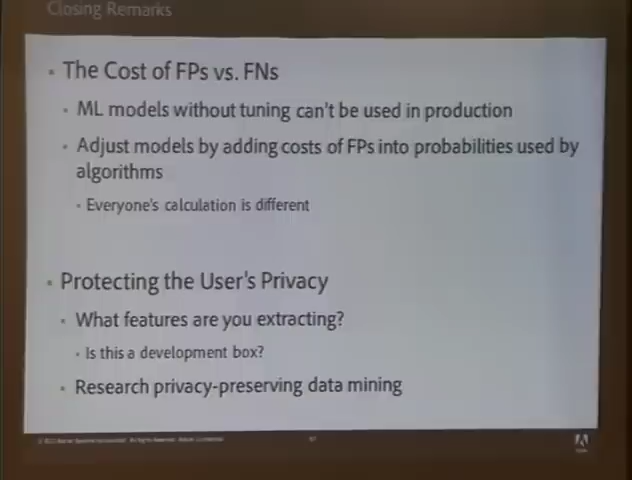 Closing Remarks
The Cost of FPs vs. FNs
ML models without tuning can't be used in production
Adjust models by adding costs of FPs into probabilities used by
algorithms
Everyone's calculation is different
Protecting the User's Privacy
What features are you extracting?
Is this a development box?
Research privacy-preserving data mining